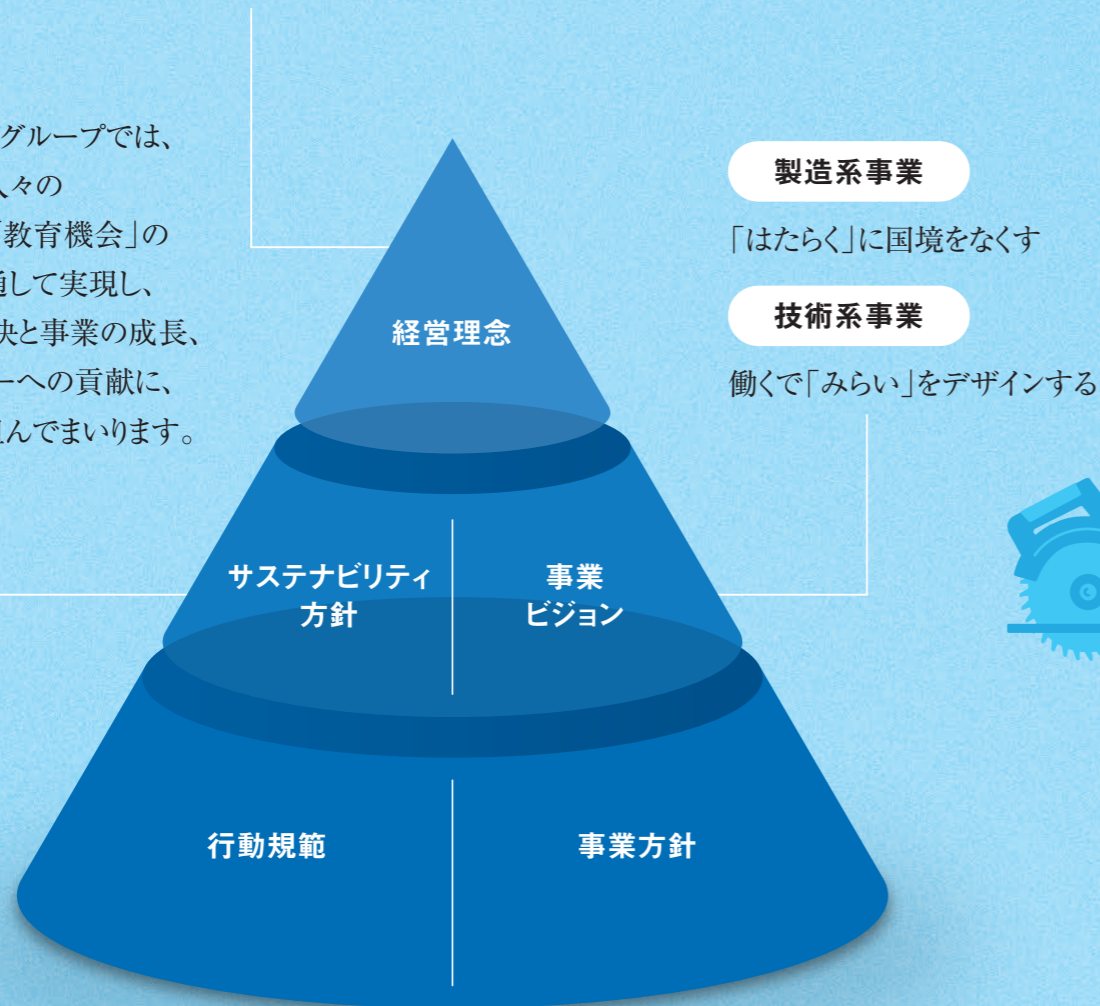 グループでは、
人々の
「教育機会」の
通して実現し、
決と事業の成長、
ーへの貢献に、
組んでまいります。
製造系事業
「はたらく」に国境をなくす
技術系事業
働くで「みらい」をデザインする
経営理念
サステナビリティ
方針
事業
ビジョン
行動規範
事業方針